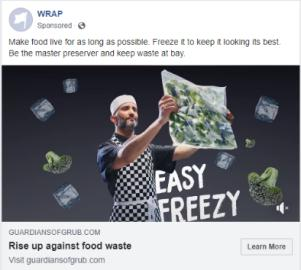 WRAP
Sponsored
Make food live for as long as possible. Freeze it to keep it looking its best.
Be the master preserver and keep waste at bay.
EASY
FREEZY
GUARDIANSOFGRUB.COM
Rise up against food waste
Visit guardiansofgrub.com
Learn More